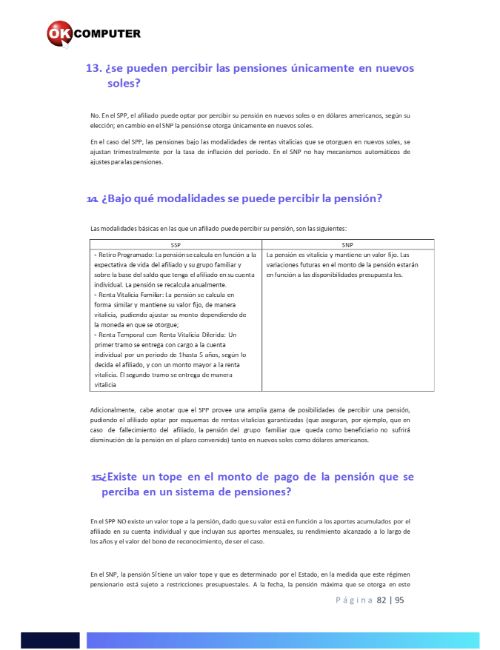 OK COMPUTER
13. ¿se pueden percibir las pensiones únicamente en nuevos
soles?
No. En el SPP, el afiliado puede optar por percibir su pensión en nuevos soles o en dólares americanos, según su
elección; en cambio en el SNP la pensión se otorga únicamente en nuevos soles.
En el caso del SPP, las pensiones bajo las modalidades de rentas vitalicias que se otorguen en nuevos soles, se
ajustan trimestralmente por la tasa de inflación del período. En el SNP no hay mecanismos automáticos de
ajustes para las pensiones.
14. ¿Bajo qué modalidades se puede percibir la pensión?
Las modalidades básicas en las que un afiliado puede percibir su pensión, son las siguientes:
SSP
SNP
- Retiro Programado: La pensión se calcula en función a la
expectativa de vida del afiliado y su grupo familiar y
sobre la base del saldo que tenga el afiliado en su cuenta
individual. La pensión se recalcula anualmente.
- Renta Vitalicia Familiar: La pensión se calcula en
forma similar y mantiene su valor fijo, de manera
vitalicia, pudiendo ajustar su monto dependiendo de
la moneda en que se otorgue;
- Renta Temporal con Renta Vitalicia Diferida: Un
primer tramo se entrega con cargo a la cuenta
individual por un periodo de 1hasta 5 años, según lo
decida el afiliado, y con un monto mayor a la renta
vitalicia. El segundo tramo se entrega de manera
vitalicia
La pensión es vitalicia y mantiene un valor fijo. Las
variaciones futuras en el monto de la pensión estarán
en función a las disponibilidades presupuesta les.
Adicionalmente, cabe anotar que el SPP provee una amplia gama de posibilidades de percibir una pensión,
pudiendo el afiliado optar por esquemas de rentas vitalicias garantizadas (que aseguran, por ejemplo, que en
caso de fallecimiento del afiliado, la pensión del grupo familiar que queda como beneficiario no sufrirá
disminución de la pensión en el plazo convenido) tanto en nuevos soles como dólares americanos.
15.¿Existe un tope en el monto de pago de la pensión que se
perciba en un sistema de pensiones?
En el SPP NO existe un valor tope a la pensión, dado que su valor está en función a los aportes acumulados por el
afiliado en su cuenta individual y que incluyan sus aportes mensuales, su rendimiento alcanzado a lo largo de
los años y el valor del bono de reconocimiento, de ser el caso.
En el SNP, la pensión SÍ tiene un valor tope y que es determinado por el Estado, en la medida que este régimen
pensionario está sujeto a restricciones presupuestales. A la fecha, la pensión máxima que se otorga en este
Página 82 | 95